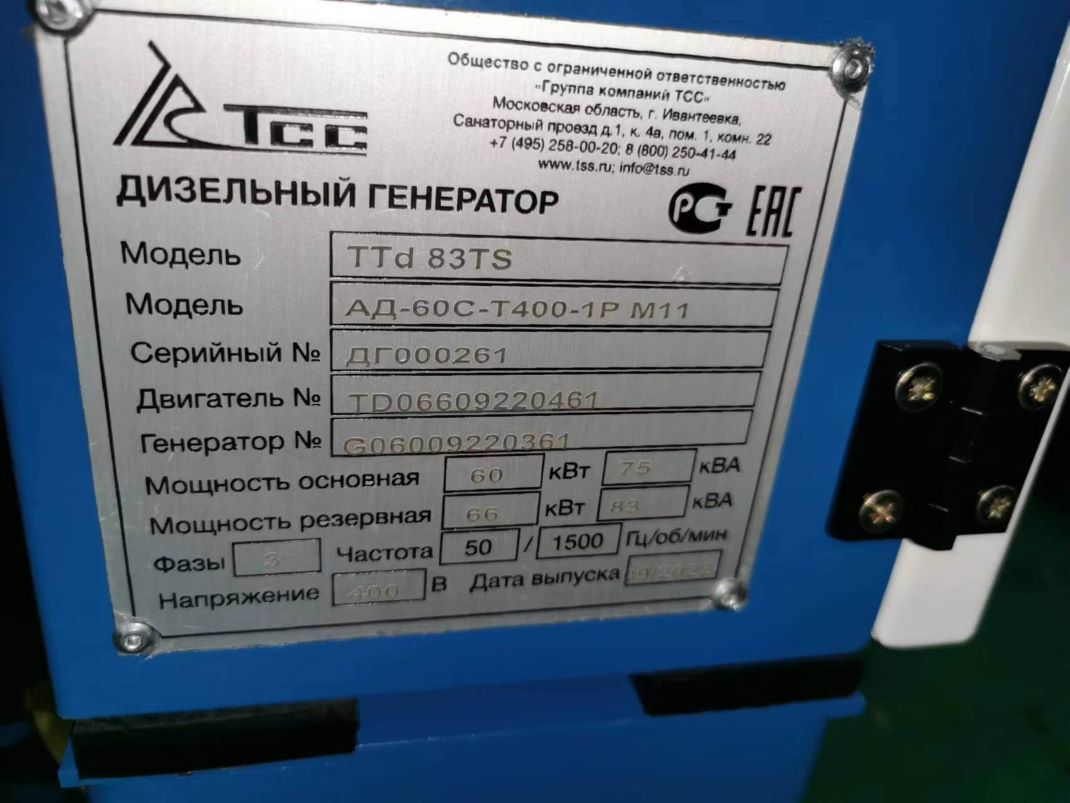 ТСС
Общество с ограниченной ответственностью
"Группа компаний ТСС"
Московская область, г. Ивантеевка,
Санаторный проезд д.1, к. 4а, пом. 1, комн. 22
+7 (495) 258-00-20; 8 (800) 250-41-44
www.tss.ru; info@tss.ru
ДИЗЕЛЬНЫЙ ГЕНЕРАТОР РСТ ЕАС
Модель TTd 83TS
Модель АД-60С-Т400-1Р М11
Серийный № ДГ000261
Двигатель № TD06609220461
Генератор № G06009220361
Мощность основная 60 кВт 75 кВА
Мощность резервная 66 кВт 83 кВА
Фазы 3 Частота 50 / 1500 Гц/об/мин
Напряжение 400 В Дата выпуска